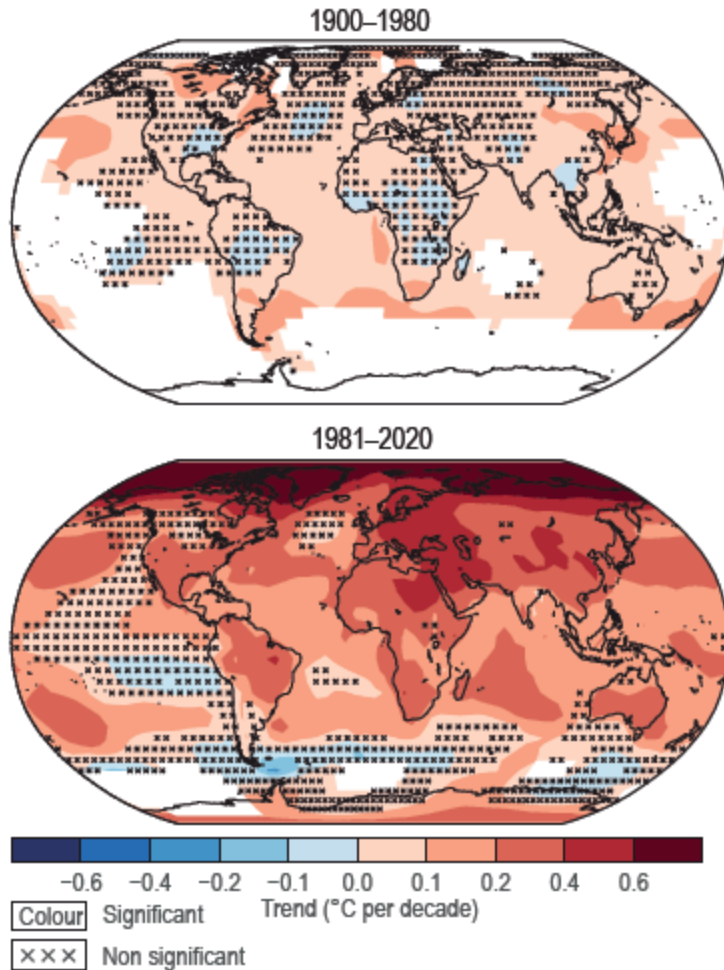 1900–1980
1981–2020
−0.6 −0.4 −0.2 −0.1 0.0 0.1 0.2 0.4 0.6
Trend (°C per decade)
Colour Significant
××× Non significant